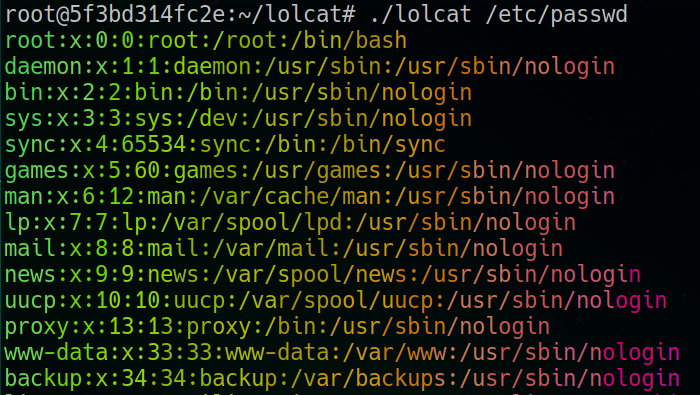 root@5f3bd314fc2e:~/lolcat# ./lolcat /etc/passwd
root:x:0:0:root:/root:/bin/bash
daemon:x:1:1:daemon:/usr/sbin:/usr/sbin/nologin
bin:x:2:2:bin:/bin:/usr/sbin/nologin
sys:x:3:3:sys:/dev:/usr/sbin/nologin
sync:x:4:65534:sync:/bin:/bin/sync
games:x:5:60:games:/usr/games:/usr/sbin/nologin
man:x:6:12:man:/var/cache/man:/usr/sbin/nologin
lp:x:7:7:lp:/var/spool/lpd:/usr/sbin/nologin
mail:x:8:8:mail:/var/mail:/usr/sbin/nologin
news:x:9:9:news:/var/spool/news:/usr/sbin/nologin
uucp:x:10:10:uucp:/var/spool/uucp:/usr/sbin/nologin
proxy:x:13:13:proxy:/bin:/usr/sbin/nologin
www-data:x:33:33:www-data:/var/www:/usr/sbin/nologin
backup:x:34:34:backup:/var/backups:/usr/sbin/nologin